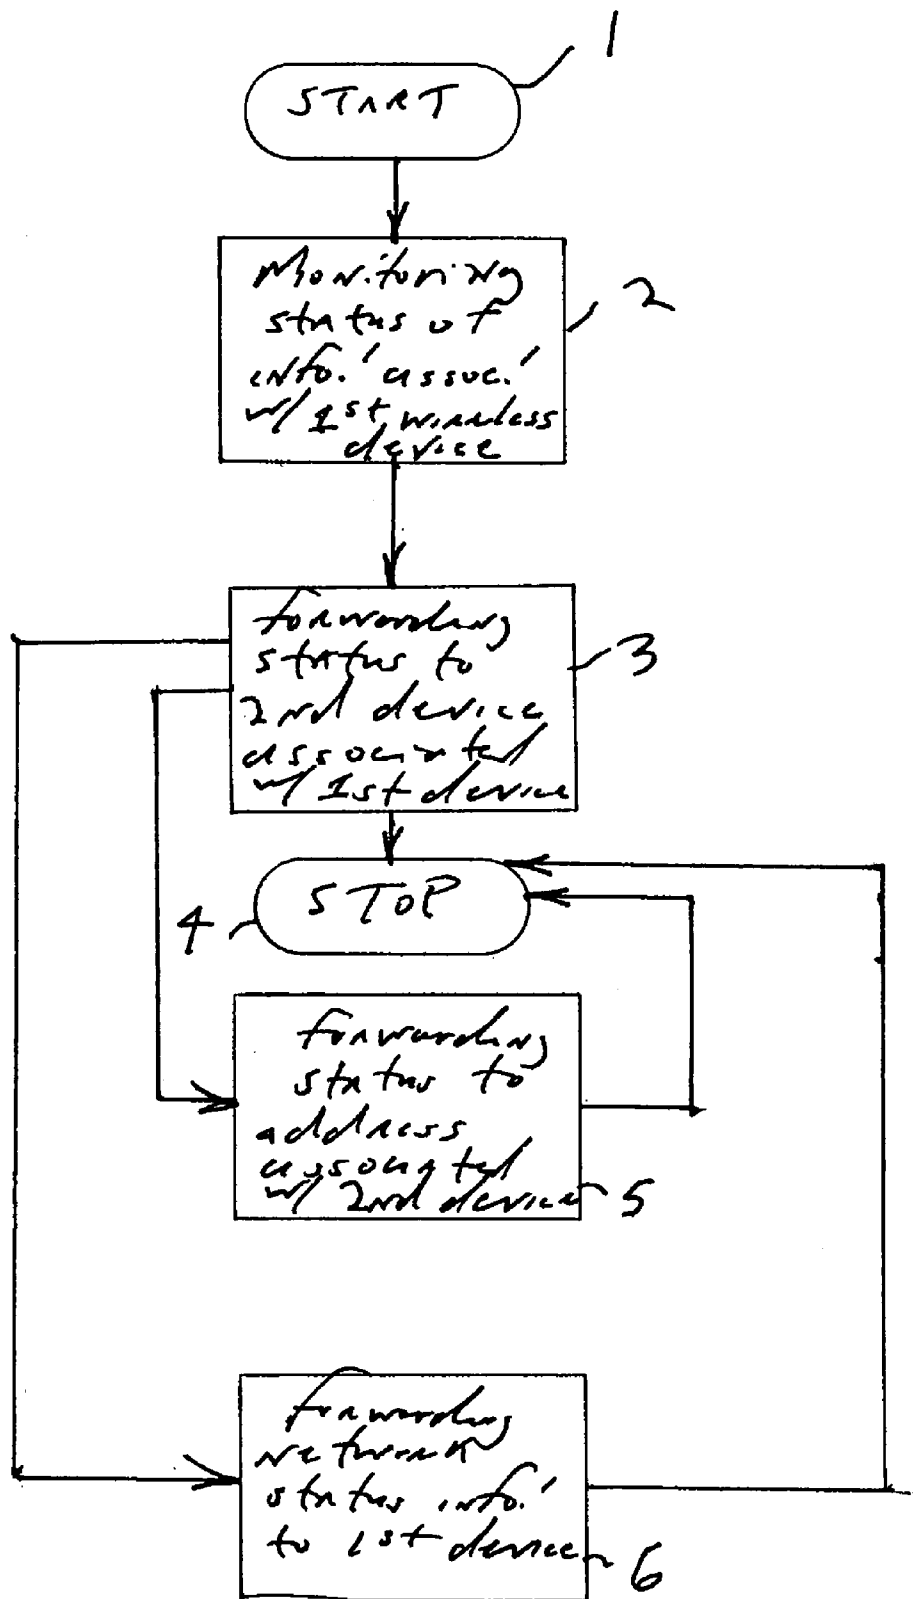 1
START
Monitoring
status of
info.' assoc.'
w/ 1st wireless
device
2
forwarding
status to
2nd device
associated
w/ 1st device
3
STOP
4
forwarding
status to
address
associated
w/ 2nd device
5
forwarding
network
status info.'
to 1st device
6